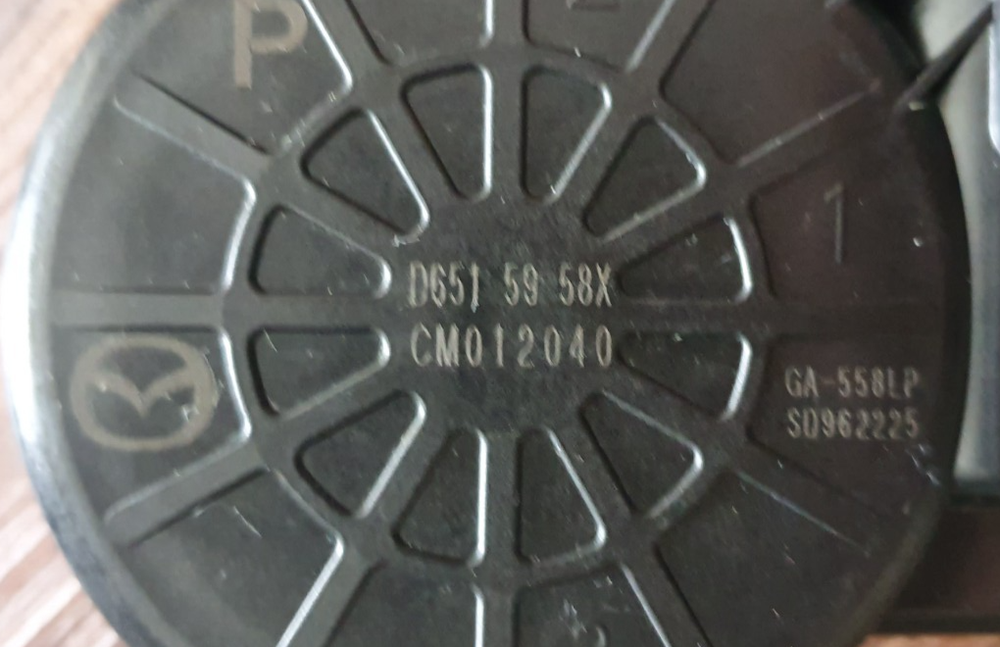 P
1
D651 59 58X
CM012040
GA-558LP
SD962225